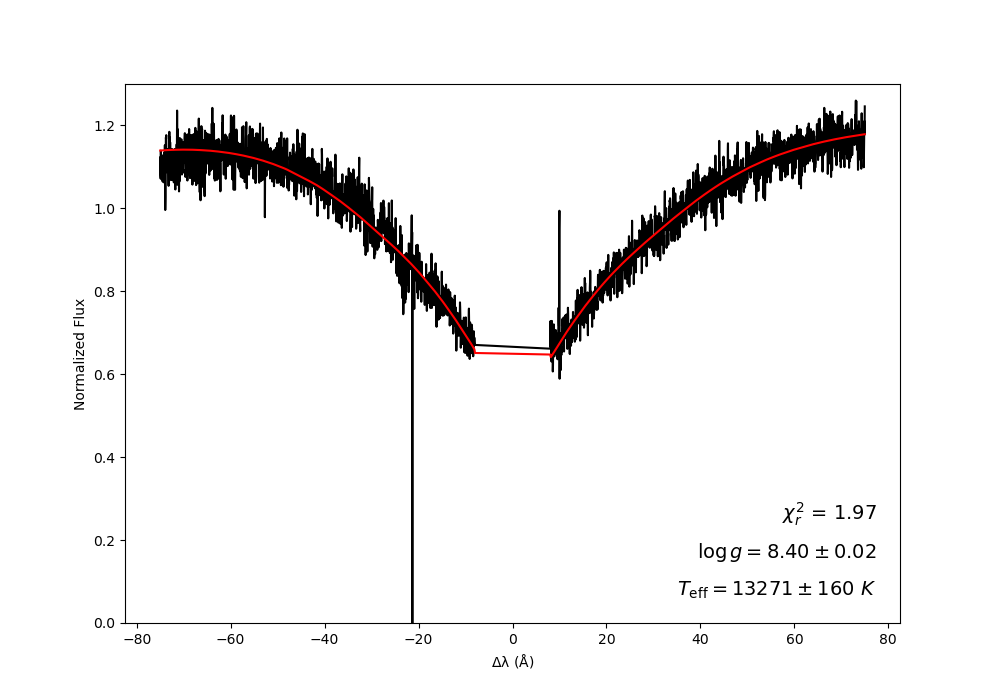 1.2
1.0
0.8
0.6
0.4
0.2
0.0
Normalized Flux
χ²ᵣ = 1.97
log g = 8.40 ± 0.02
T_eff = 13271 ± 160 K
−80 −60 −40 −20 0 20 40 60 80
Δλ (Å)